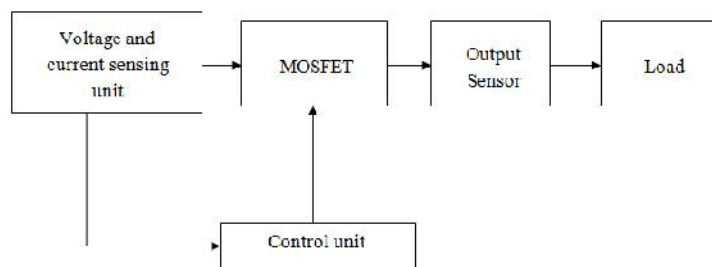 Voltage and
current sensing
unit
MOSFET
Output
Sensor
Load
Control unit